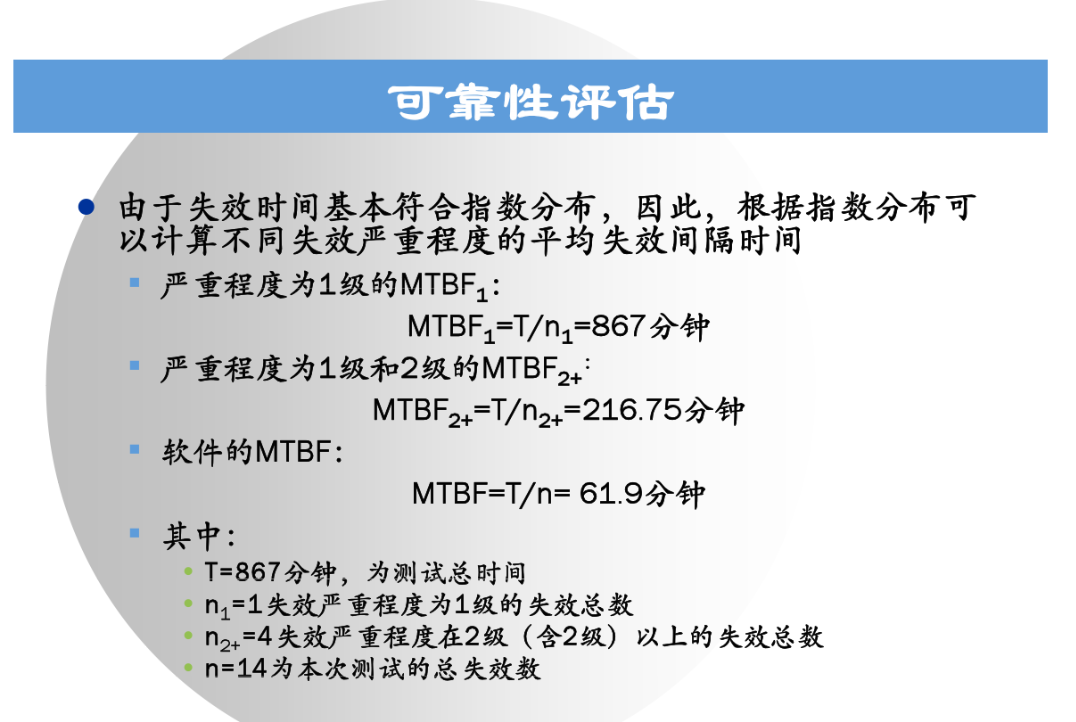 可靠性评估
由于失效时间基本符合指数分布，因此，根据指数分布可
以计算不同失效严重程度的平均失效间隔时间
严重程度为1级的MTBF1：
MTBF1=T/n1=867分钟
严重程度为1级和2级的MTBF2+：
MTBF2+=T/n2+=216.75分钟
软件的MTBF：
MTBF=T/n= 61.9分钟
其中：
T=867分钟，为测试总时间
n1=1失效严重程度为1级的失效总数
n2+=4失效严重程度在2级（含2级）以上的失效总数
n=14为本次测试的总失效数